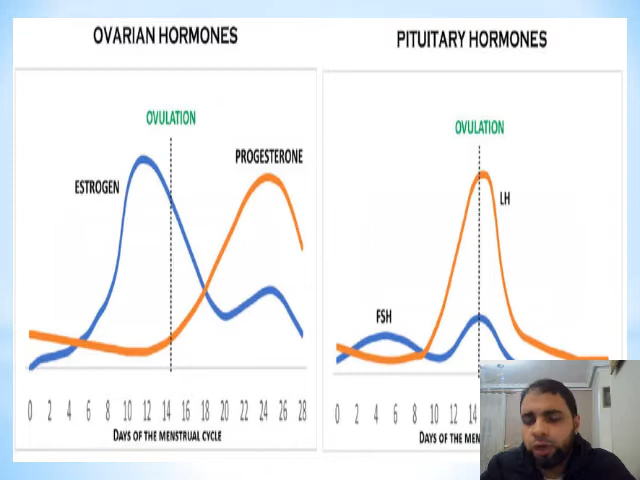 OVARIAN HORMONES
OVULATION
ESTROGEN
PROGESTERONE
0 2 4 6 8 10 12 14 16 18 20 22 24 26 28
DAYS OF THE MENSTRUAL CYCLE
PITUITARY HORMONES
OVULATION
LH
FSH
0 2 4 6 8 10 12 14
DAYS OF THE MEN